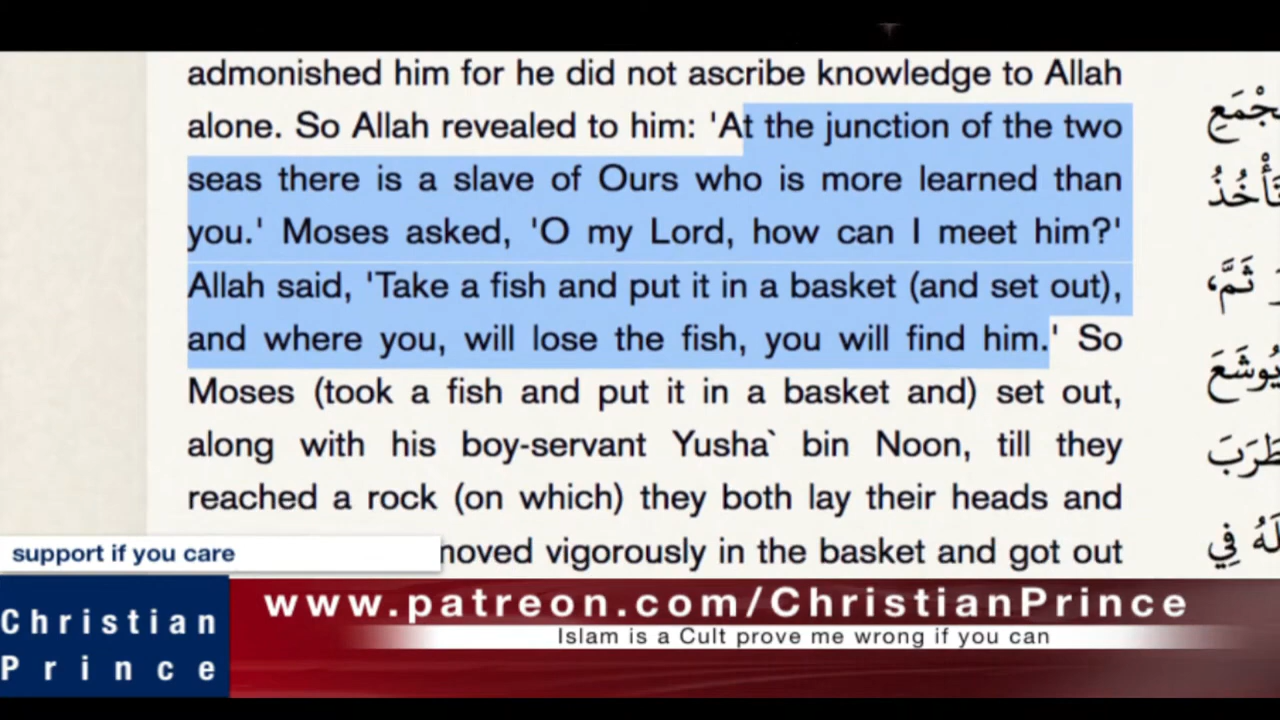 admonished him for he did not ascribe knowledge to Allah
alone. So Allah revealed to him: 'At the junction of the two
seas there is a slave of Ours who is more learned than
you.' Moses asked, 'O my Lord, how can I meet him?'
Allah said, 'Take a fish and put it in a basket (and set out),
and where you, will lose the fish, you will find him.' So
Moses (took a fish and put it in a basket and) set out,
along with his boy-servant Yusha` bin Noon, till they
reached a rock (on which) they both lay their heads and
moved vigorously in the basket and got out
ثَمَّ،
يُوشَعَ
فِي
support if you care
Christian
Prince
www.patreon.com/ChristianPrince
Islam is a Cult prove me wrong if you can